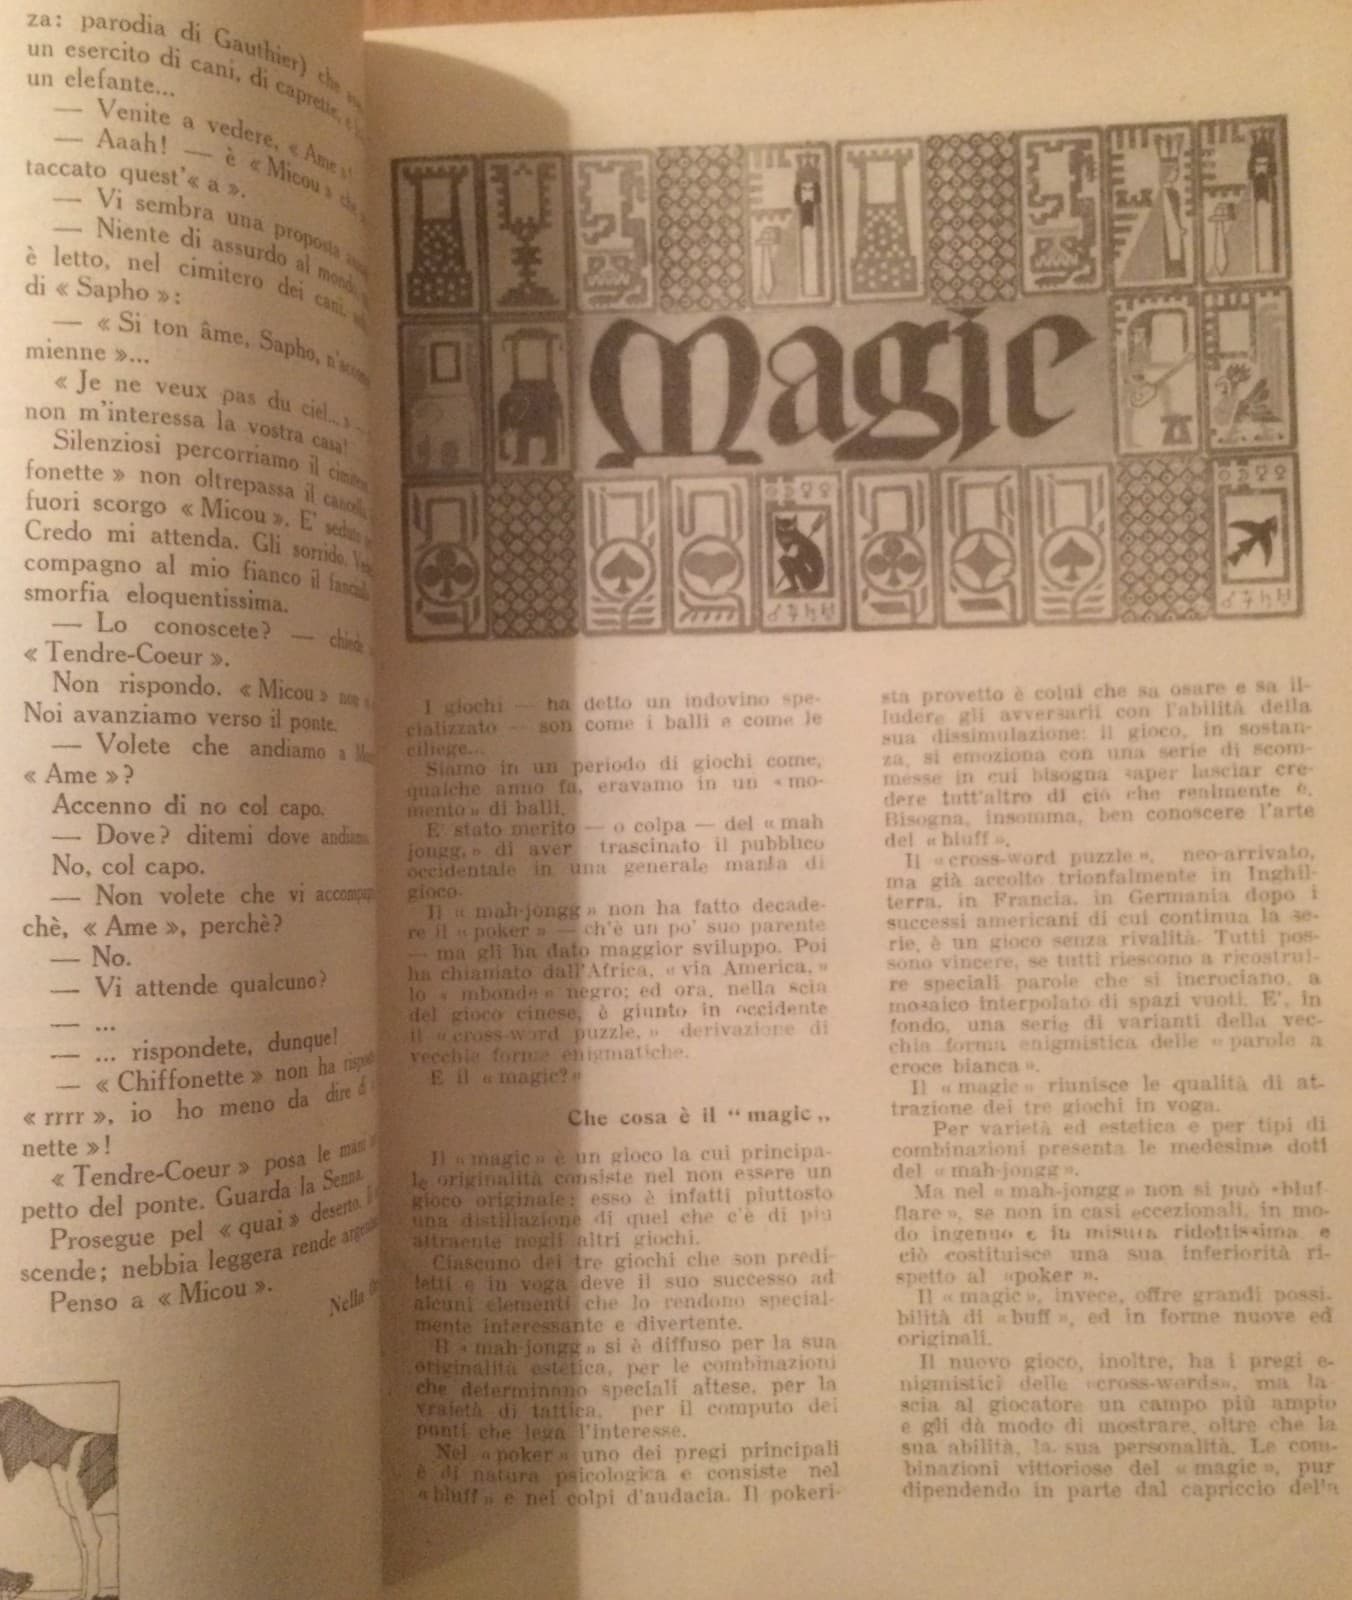 za: parodia di Gauthier) che
un esercito di cani, di caprette, e
un elefante...
— Venite a vedere, « Ame »!
— Aaah! — è « Micou » che
taccato quest'« a ».
— Vi sembra una proposta
— Niente di assurdo al mondo.
è letto, nel cimitero dei cani,
di « Sapho »:
— « Si ton âme, Sapho,
mienne »...
« Je ne veux pas du ciel... » —
non m'interessa la vostra casa!
Silenziosi percorriamo il
fonette » non oltrepassa il
fuori scorgo « Micou ». E' seduto
Credo mi attenda. Gli sorrido.
compagno al mio fianco il
smorfia eloquentissima.
— Lo conoscete? — chiede
« Tendre-Coeur ».
Non rispondo. « Micou » non
Noi avanziamo verso il ponte.
— Volete che andiamo a
« Ame »?
Accenno di no col capo.
— Dove? ditemi dove
No, col capo.
— Non volete che vi
chè, « Ame », perchè?
— No.
— Vi attende qualcuno?
— ...
— ... rispondete, dunque!
— « Chiffonette » non ha
« rrrr », io ho meno da dire di
nette »!
« Tendre-Coeur » posa le mani
petto del ponte. Guarda la Senna.
Prosegue pel « quai » deserto.
scende; nebbia leggera rende
Penso a « Micou ».
Nella
Magic
I giochi — ha detto un indovino spe-
cializzato — son come i balli e come le
ciliege...
Siamo in un periodo di giochi come,
qualche anno fa, eravamo in un « mo-
mento » di balli.
E' stato merito — o colpa — del « mah
jongg, » di aver trascinato il pubblico
occidentale in una generale mania di
gioco.
Il « mah-jongg » non ha fatto decade-
re il « poker » — ch'è un po' suo parente
— ma gli ha dato maggior sviluppo. Poi
ha chiamato dall'Africa, « via America, »
lo « mbonde » negro; ed ora, nella scia
del gioco cinese, è giunto in occidente
il « cross-word puzzle, » derivazione di
vecchie forme enigmatiche.
E il « magic? »
Che cosa è il “ magic „
Il « magic » è un gioco la cui principa-
le originalità consiste nel non essere un
gioco originale: esso è infatti piuttosto
una distillazione di quel che c'è di più
attraente negli altri giochi.
Ciascuno dei tre giochi che son predi-
letti e in voga deve il suo successo ad
alcuni elementi che lo rendono special-
mente interessante e divertente.
Il « mah-jongg » si è diffuso per la sua
originalità estetica, per le combinazioni
che determinano speciali attese, per la
vraietà di tattica, per il computo dei
punti che lega l'interesse.
Nel « poker » uno dei pregi principali
è di natura psicologica e consiste nel
« bluff » e nei colpi d'audacia. Il pokeri-
sta provetto è colui che sa osare e sa il-
ludere gli avversarii con l'abilità della
sua dissimulazione: il gioco, in sostan-
za, si emoziona con una serie di scom-
messe in cui bisogna saper lasciar cre-
dere tutt'altro di ciò che realmente è.
Bisogna, insomma, ben conoscere l'arte
del « bluff ».
Il « cross-word puzzle », neo-arrivato,
ma già accolto trionfalmente in Inghil-
terra, in Francia, in Germania dopo i
successi americani di cui continua la se-
rie, è un gioco senza rivalità. Tutti pos-
sono vincere, se tutti riescono a ricostrui-
re speciali parole che si incrociano, a
mosaico interpolato di spazi vuoti. E', in
fondo, una serie di varianti della vec-
chia forma enigmistica delle « parole a
croce bianca ».
Il « magic » riunisce le qualità di at-
trazione dei tre giochi in voga.
Per varietà ed estetica e per tipi di
combinazioni presenta le medesime doti
del « mah-jongg ».
Ma nel « mah-jongg » non si può «bluf-
flare », se non in casi eccezionali, in mo-
do ingenuo e in misura ridottissima e
ciò costituisce una sua inferiorità ri-
spetto al «poker ».
Il « magic », invece, offre grandi possi-
bilità di « buff », ed in forme nuove ed
originali.
Il nuovo gioco, inoltre, ha i pregi e-
nigmistici delle «cross-words», ma la-
scia al giocatore un campo più ampio
e gli dà modo di mostrare, oltre che la
sua abilità, la sua personalità. Le com-
binazioni vittoriose del « magic », pur
dipendendo in parte dal capriccio della